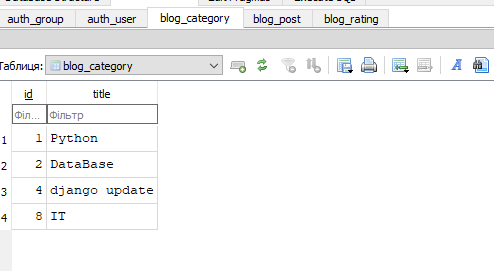 auth_group auth_user blog_category blog_post blog_rating
Таблиця: blog_category
id title
Філ... Фільтр
1 1 Python
2 2 DataBase
3 4 django update
4 8 IT